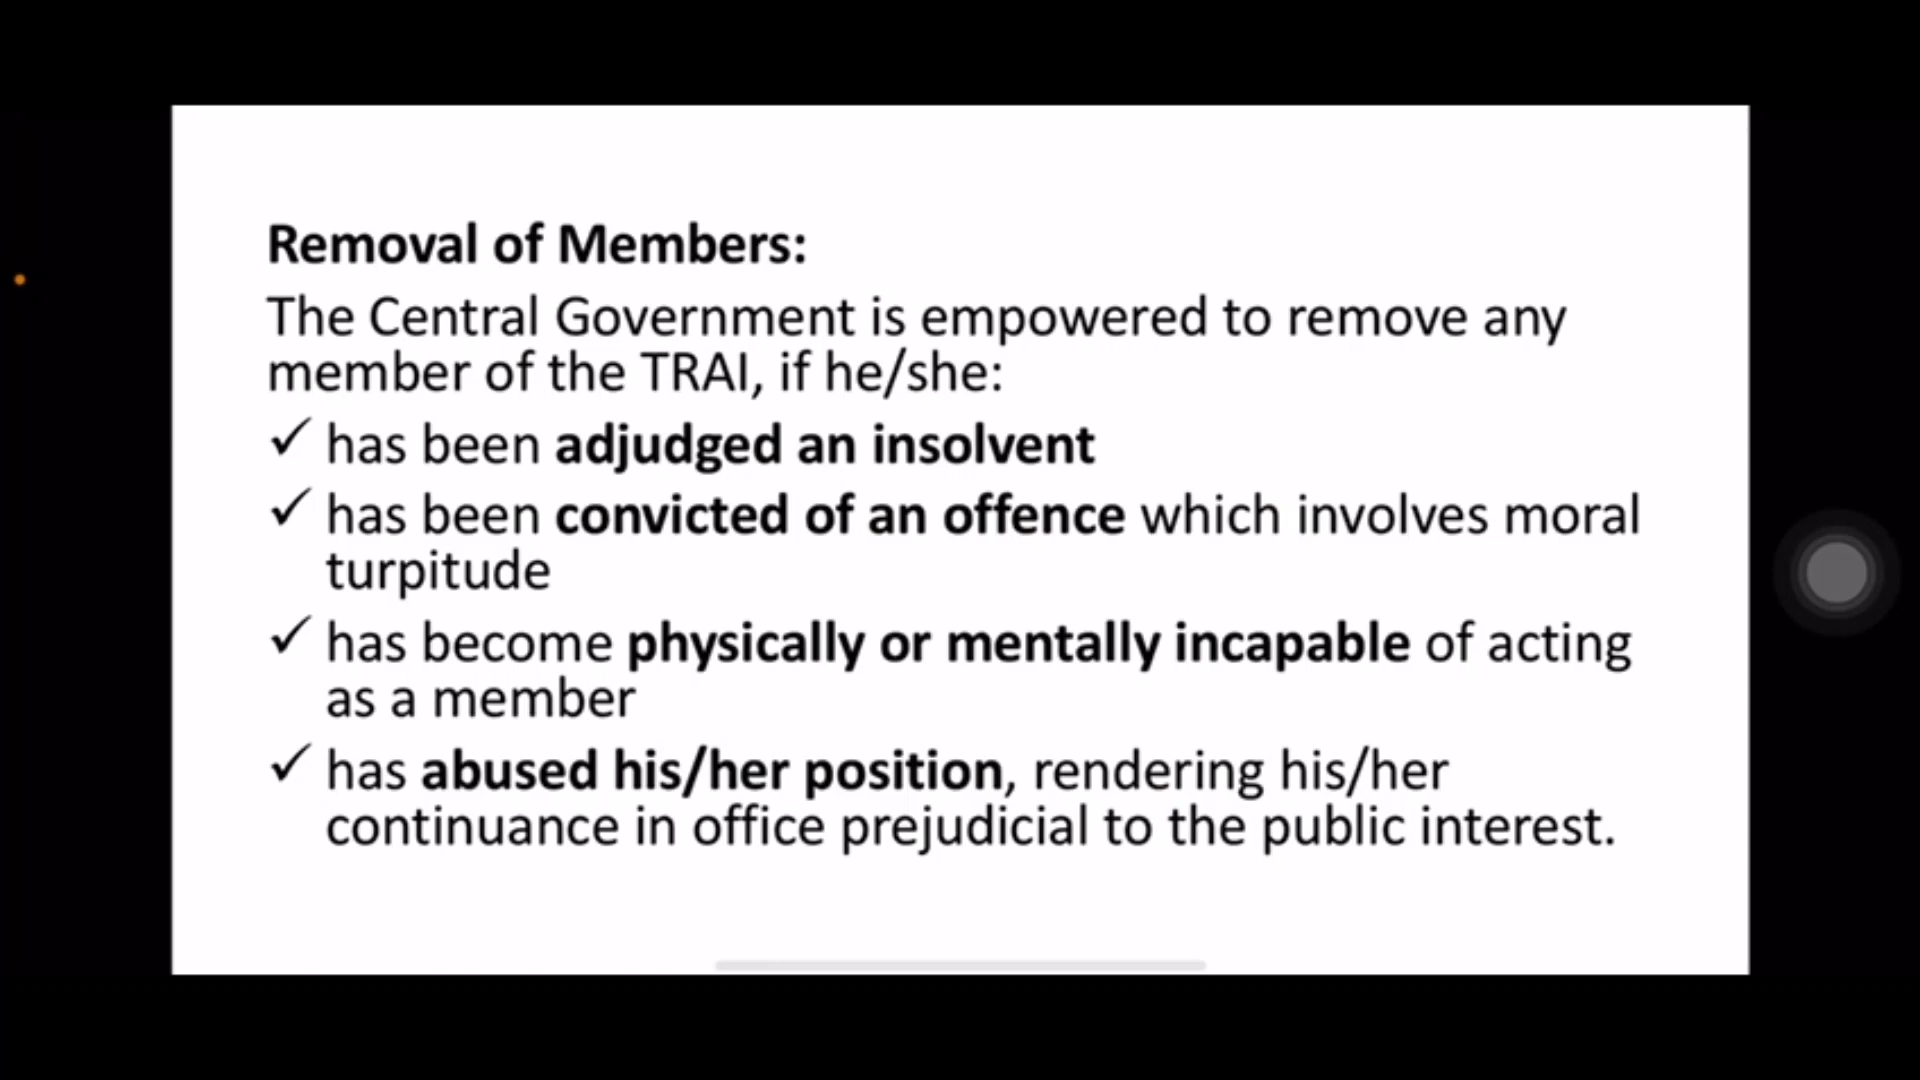 Removal of Members:
The Central Government is empowered to remove any
member of the TRAI, if he/she:
✓ has been adjudged an insolvent
✓ has been convicted of an offence which involves moral
turpitude
✓ has become physically or mentally incapable of acting
as a member
✓ has abused his/her position, rendering his/her
continuance in office prejudicial to the public interest.